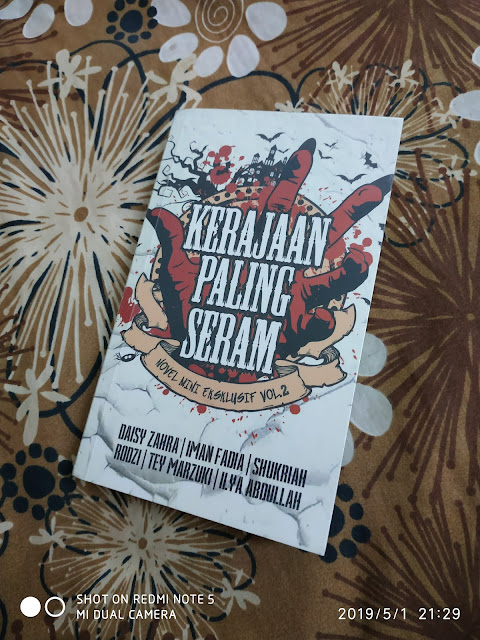 KERAJAAN
PALING
SERAM
NOVEL MINI EKSKLUSIF VOL.2
DAISY ZAHRA | IMAN FADIA | SHUKRIAH
RODZI | TEY MARZUKI | ILYA ABDULLAH
SHOT ON REDMI NOTE 5
MI DUAL CAMERA
2019/5/1 21:29